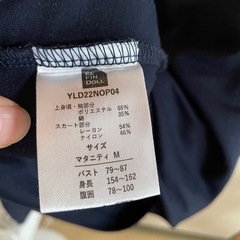 FIN
DOLL
YLD22NOP04
上身頃・袖部分
ポリエステル 65%
綿 35%
スカート部分
レーヨン 54%
ナイロン 46%
サイズ
マタニティ M
バスト 79~87
身長 154~162
腹囲 78~100